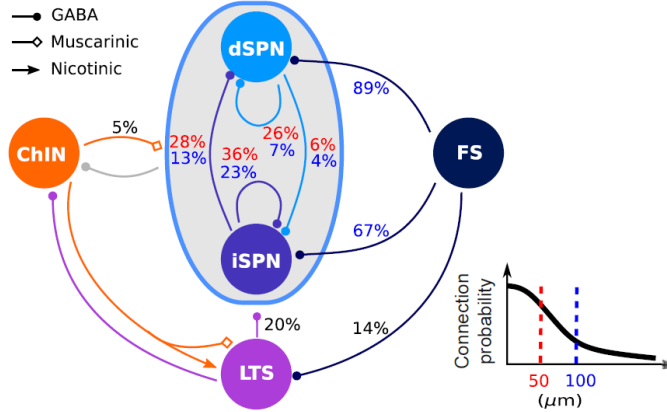 GABA
Muscarinic
Nicotinic
dSPN
5%
ChIN
28%
13%
36%
23%
26%
7%
6%
4%
89%
FS
67%
iSPN
20%
14%
LTS
Connection
probability
50
100
(μm)